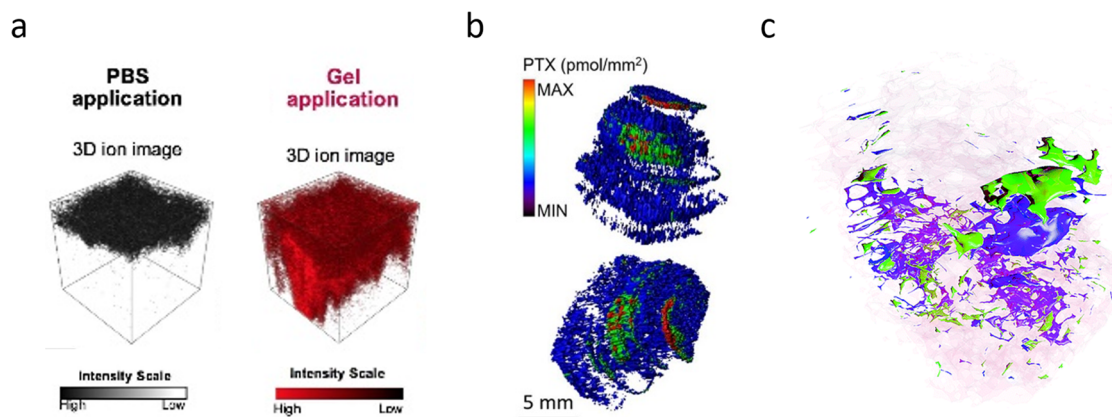 a
PBS
application
3D ion image
Intensity Scale
High Low
Gel
application
3D ion image
Intensity Scale
High Low
b
PTX (pmol/mm²)
MAX
MIN
5 mm
c